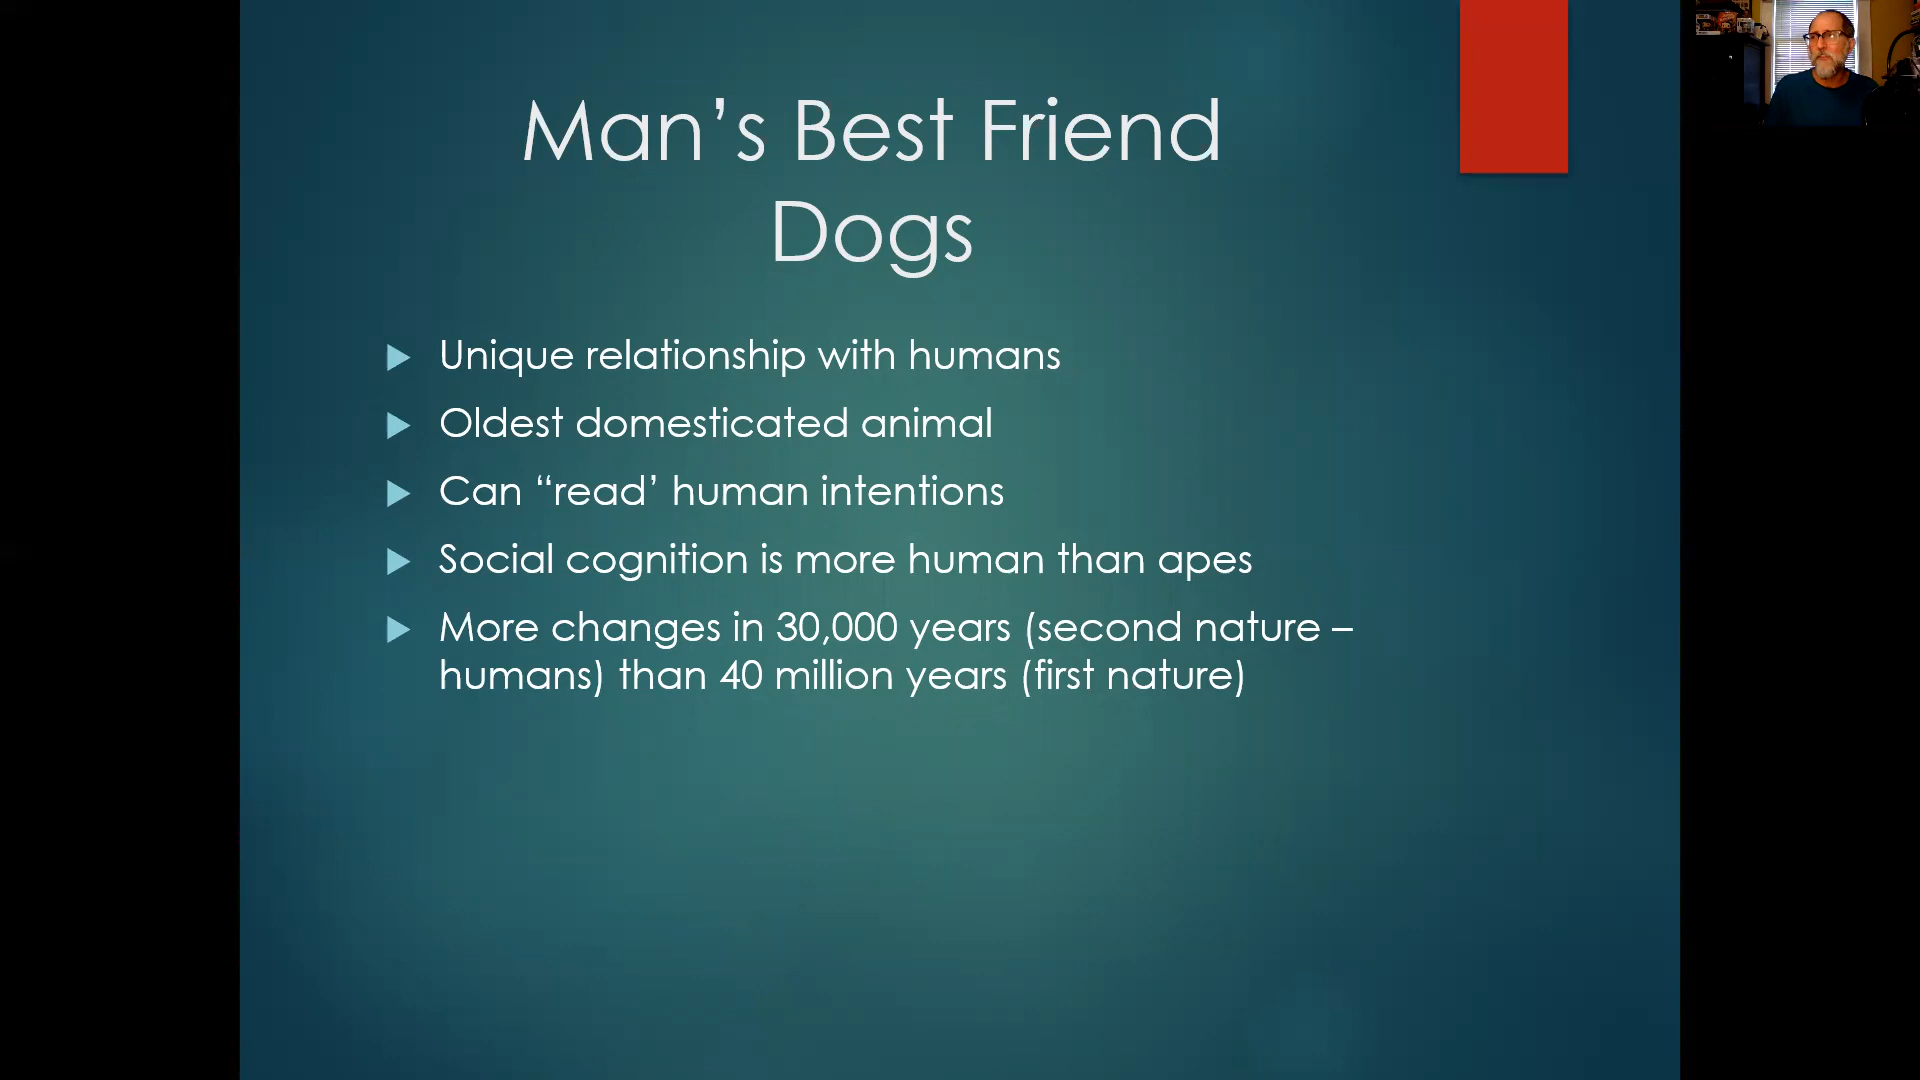 Man’s Best Friend
Dogs
Unique relationship with humans
Oldest domesticated animal
Can “read’ human intentions
Social cognition is more human than apes
More changes in 30,000 years (second nature –
humans) than 40 million years (first nature)